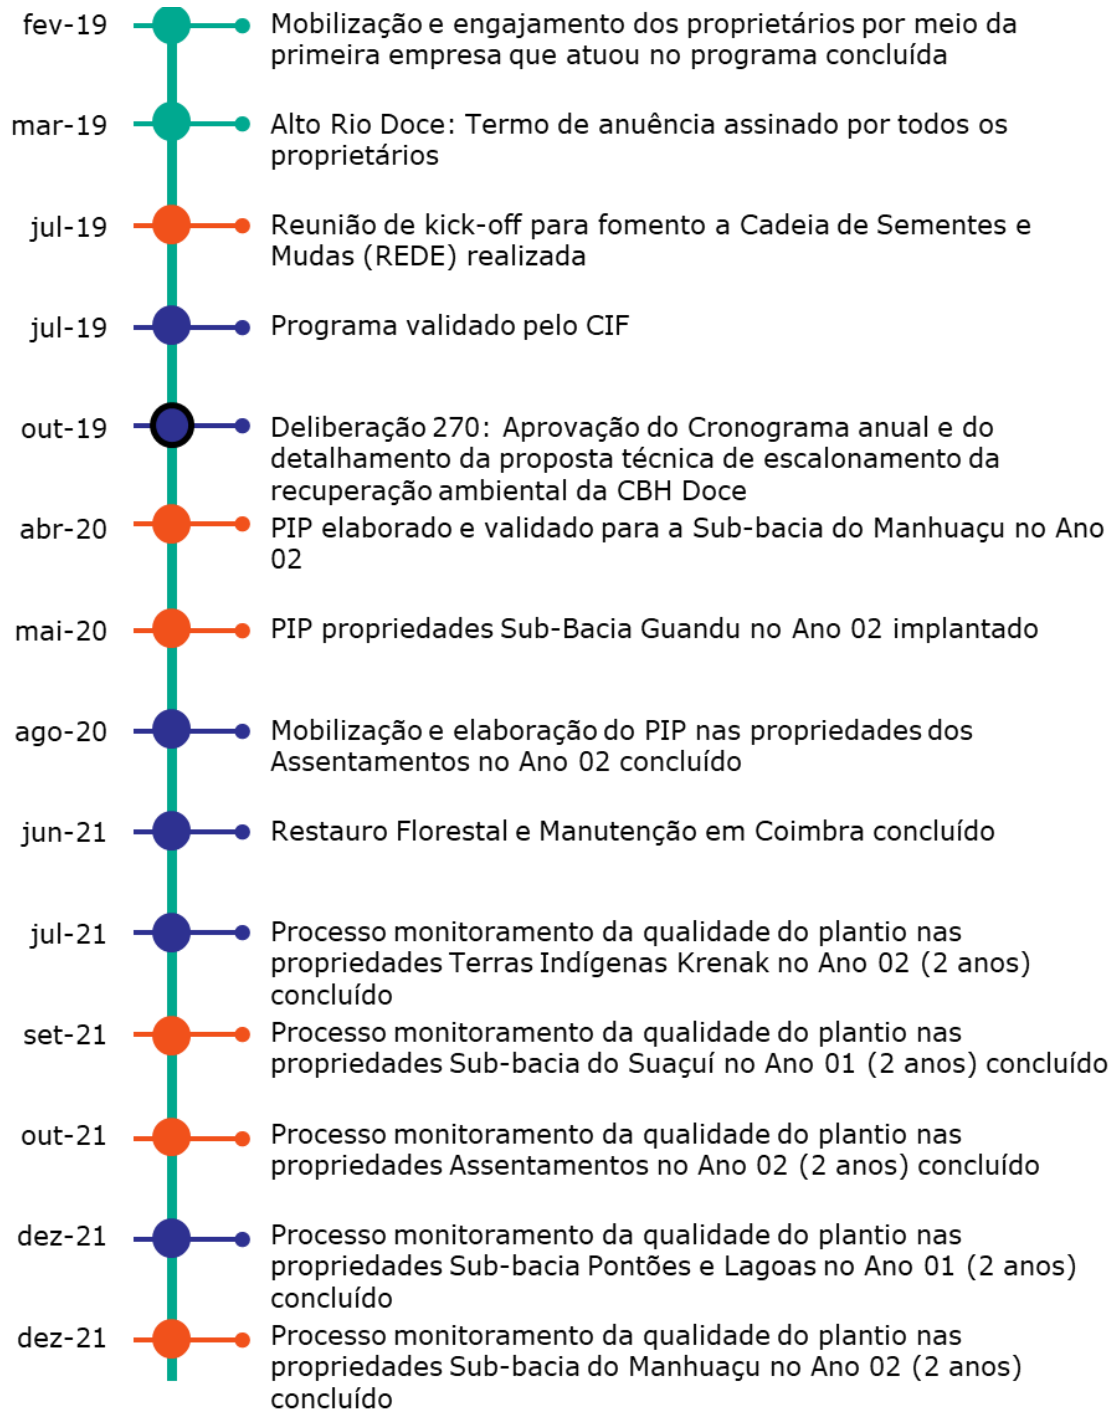 fev-19
Mobilização e engajamento dos proprietários por meio da
primeira empresa que atuou no programa concluída
mar-19
Alto Rio Doce: Termo de anuência assinado por todos os
proprietários
jul-19
Reunião de kick-off para fomento a Cadeia de Sementes e
Mudas (REDE) realizada
jul-19
Programa validado pelo CIF
out-19
Deliberação 270: Aprovação do Cronograma anual e do
detalhamento da proposta técnica de escalonamento da
recuperação ambiental da CBH Doce
abr-20
PIP elaborado e validado para a Sub-bacia do Manhuaçu no Ano
02
mai-20
PIP propriedades Sub-Bacia Guandu no Ano 02 implantado
ago-20
Mobilização e elaboração do PIP nas propriedades dos
Assentamentos no Ano 02 concluído
jun-21
Restauro Florestal e Manutenção em Coimbra concluído
jul-21
Processo monitoramento da qualidade do plantio nas
propriedades Terras Indígenas Krenak no Ano 02 (2 anos)
concluído
set-21
Processo monitoramento da qualidade do plantio nas
propriedades Sub-bacia do Suaçuí no Ano 01 (2 anos) concluído
out-21
Processo monitoramento da qualidade do plantio nas
propriedades Assentamentos no Ano 02 (2 anos) concluído
dez-21
Processo monitoramento da qualidade do plantio nas
propriedades Sub-bacia Pontões e Lagoas no Ano 01 (2 anos)
concluído
dez-21
Processo monitoramento da qualidade do plantio nas
propriedades Sub-bacia do Manhuaçu no Ano 02 (2 anos)
concluído